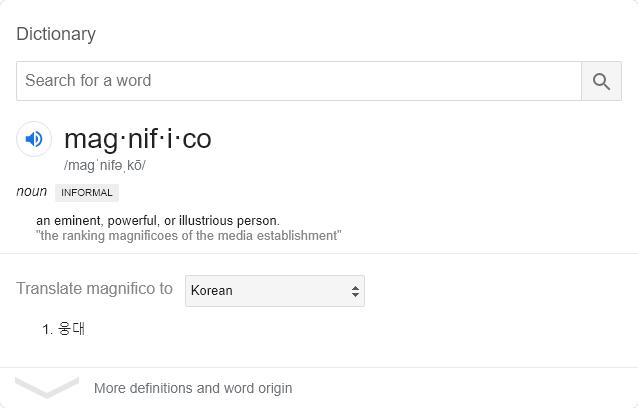 Dictionary
Search for a word
mag·nif·i·co
/maɡˈnifəˌkō/
noun INFORMAL
an eminent, powerful, or illustrious person.
"the ranking magnificoes of the media establishment"
Translate magnifico to Korean
1. 웅대
More definitions and word origin